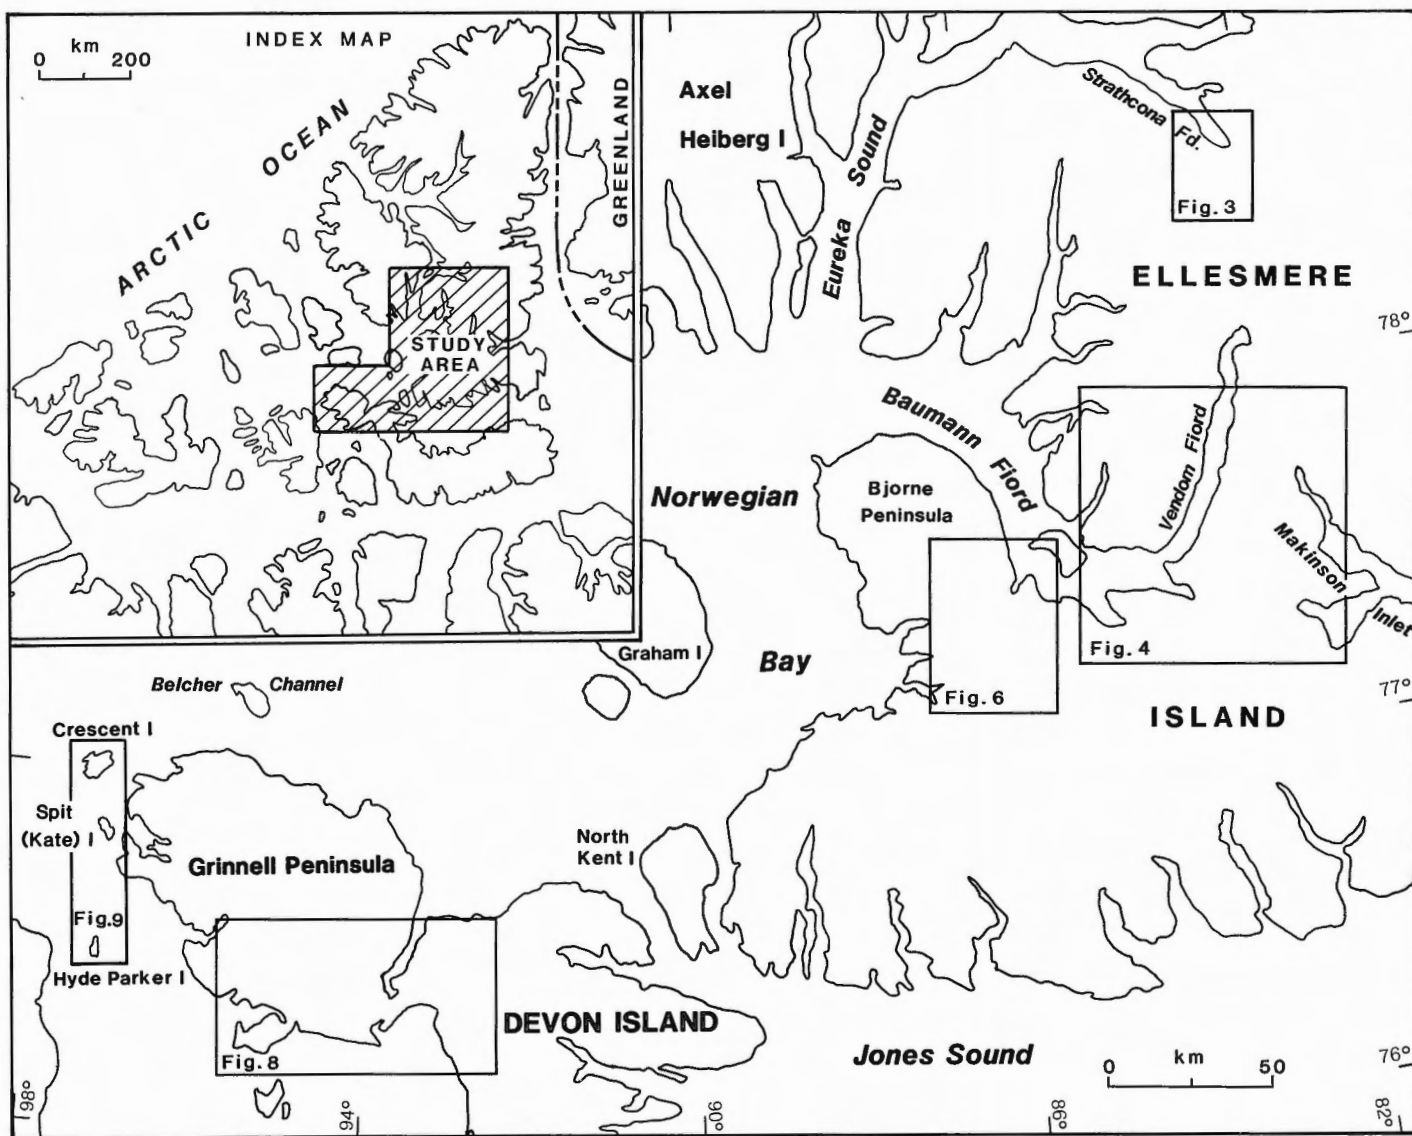 INDEX MAP
km
0 200
ARCTIC OCEAN
GREENLAND
STUDY
AREA
Axel
Heiberg I
Eureka Sound
Strathcona Fd.
Fig. 3
ELLESMERE
78°
Baumann Fiord
Vendom Fiord
Norwegian
Bjorne
Peninsula
Makinson Inlet
Graham I
Bay
Fig. 4
Belcher Channel
Fig. 6
77°
ISLAND
Crescent I
Spit
(Kate) I
North
Kent I
Grinnell Peninsula
Fig.9
Hyde Parker I
DEVON ISLAND
Fig. 8
Jones Sound
km
0 50
76°
98°
94°
90°
86°
82°